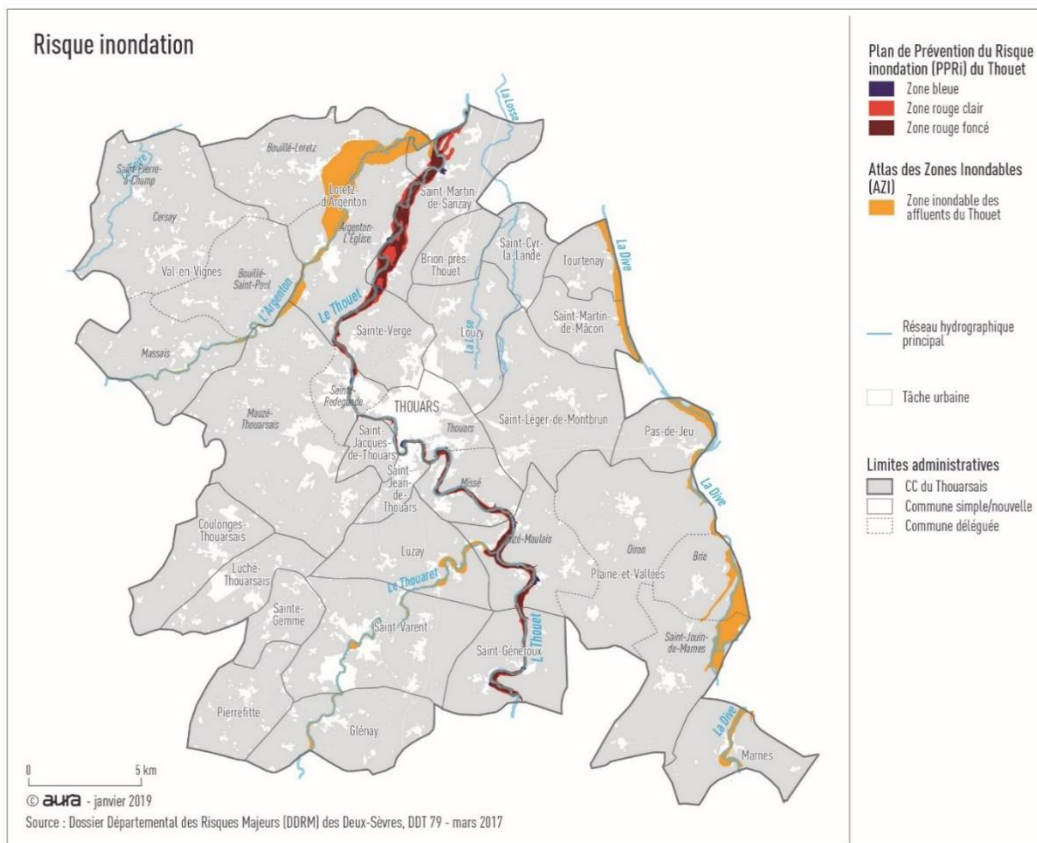 Risque inondation
La Losse
Bouillé-Loretz
Saint-Pierre-
à-Champ
Cersay
Loretz-
d'Argenton
Saint-Martin-
de-Sanzay
Argenton-
L'Église
Val-en-Vignes
Bouillé-
Saint-Paul
L'Argenton
Le Thouet
Brion-près-
Thouet
Saint-Cyr-
la-Lande
Tourtenay
La Dive
Saint-Martin-
de-Mâcon
Massais
Sainte-Verge
Louzy
La Losse
Mauzé-
Thouarsais
Sainte-
Radegonde
THOUARS
Thouars
Saint-Léger-de-Montbrun
Pas-de-Jeu
Saint-
Jacques-
de-Thouars
Saint-
Jean-de-
Thouars
Missé
La Dive
Coulonges-
Thouarsais
Luzay
Oiron
Brie
Plaine-et-Vallées
Luché-
Thouarsais
Le Thouaret
Sainte-
Gemme
Saint-Varent
Saint-Généroux
Le Thouet
Saint-Jouin-
de-Marnes
Pierrefitte
Glénay
La Dive
Marnes
0 5 km
© aura - janvier 2019
Source : Dossier Départemental des Risques Majeurs (DDRM) des Deux-Sèvres, DDT 79 - mars 2017
Plan de Prévention du Risque
inondation (PPRi) du Thouet
Zone bleue
Zone rouge clair
Zone rouge foncé
Atlas des Zones Inondables
(AZI)
Zone inondable des
affluents du Thouet
Réseau hydrographique
principal
Tâche urbaine
Limites administratives
CC du Thouarsais
Commune simple/nouvelle
Commune déléguée